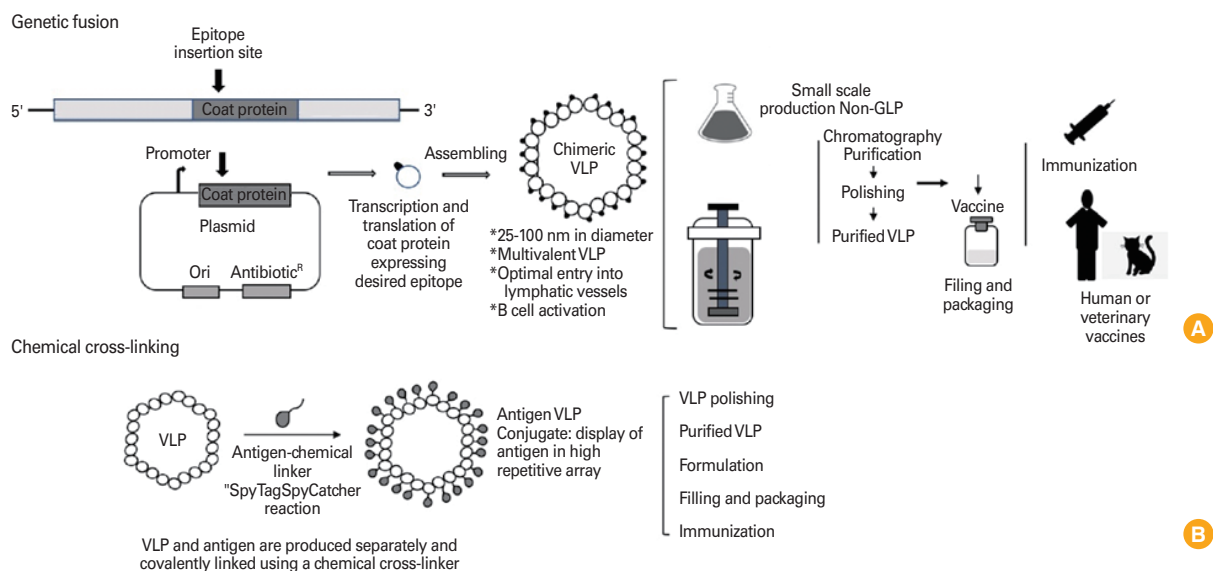 Genetic fusion
Epitope
insertion site
5'
Coat protein
3'
Promoter
Coat protein
Plasmid
Ori
Antibiotic^R
Transcription and
translation of
coat protein
expressing
desired epitope
Assembling
Chimeric
VLP
*25-100 nm in diameter
*Multivalent VLP
*Optimal entry into
lymphatic vessels
*B cell activation
Small scale
production Non-GLP
Chromatography
Purification
Polishing
Purified VLP
Vaccine
Filing and
packaging
Immunization
Human or
veterinary
vaccines
A
Chemical cross-linking
VLP
Antigen-chemical
linker
"SpyTagSpyCatcher
reaction
Antigen VLP
Conjugate: display of
antigen in high
repetitive array
VLP and antigen are produced separately and
covalently linked using a chemical cross-linker
VLP polishing
Purified VLP
Formulation
Filling and packaging
Immunization
B